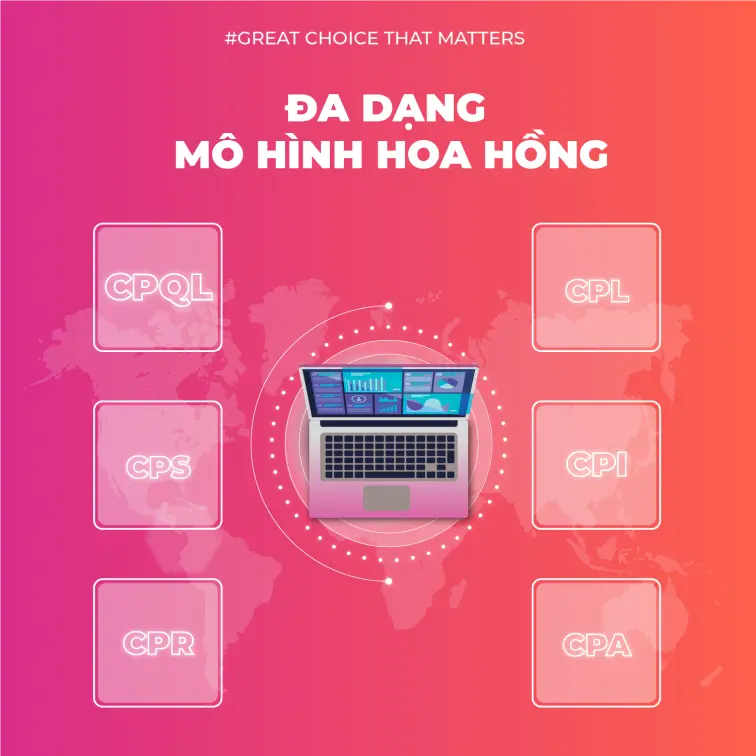 #GREAT CHOICE THAT MATTERS
ĐA DẠNG
MÔ HÌNH HOA HỒNG
CPQL
CPL
CPS
CPI
CPR
CPA